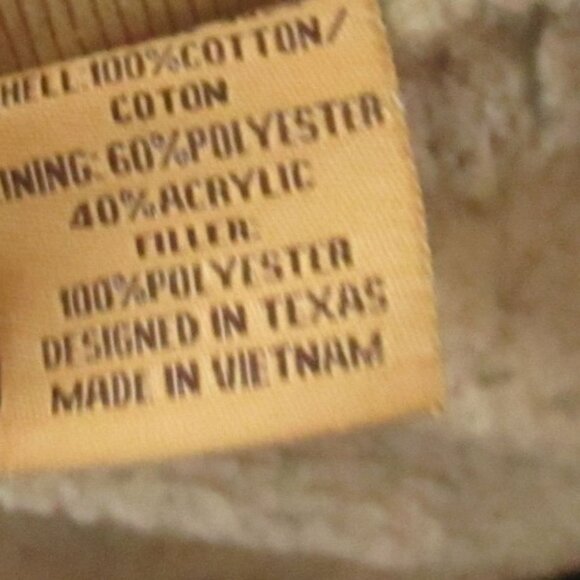 HELL:100%COTTON/
COTON
INING: 60%POLYESTER
40%ACRYLIC
FILLER:
100%POLYESTER
DESIGNED IN TEXAS
MADE IN VIETNAM